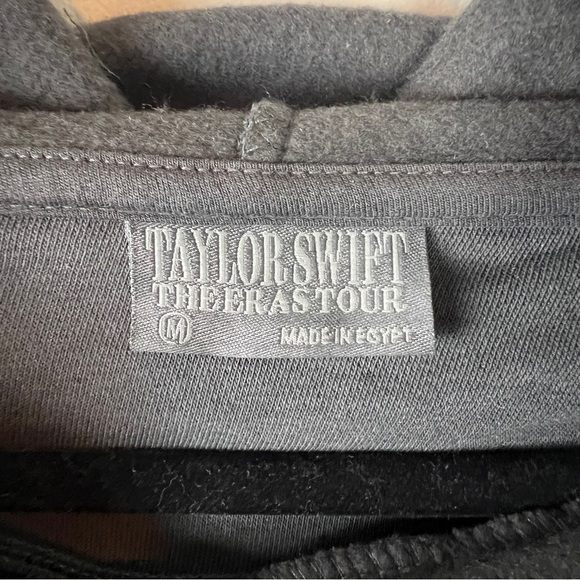 TAYLOR SWIFT
THE ERAS TOUR
M MADE IN EGYPT